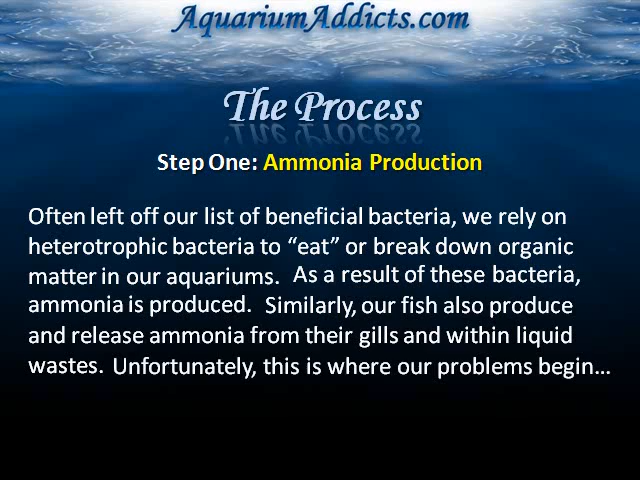 AquariumAddicts.com
The Process
Step One: Ammonia Production
Often left off our list of beneficial bacteria, we rely on
heterotrophic bacteria to “eat” or break down organic
matter in our aquariums.  As a result of these bacteria,
ammonia is produced.  Similarly, our fish also produce
and release ammonia from their gills and within liquid
wastes.  Unfortunately, this is where our problems begin…